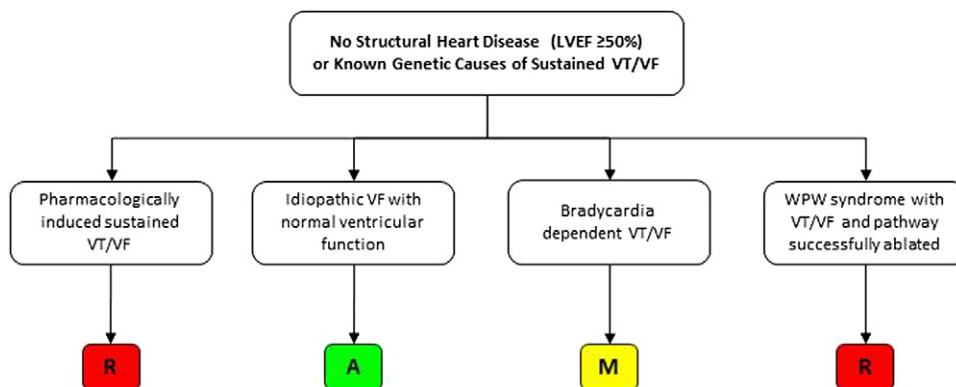 No Structural Heart Disease (LVEF ≥50%)
or Known Genetic Causes of Sustained VT/VF
Pharmacologically
induced sustained
VT/VF
Idiopathic VF with
normal ventricular
function
Bradycardia
dependent VT/VF
WPW syndrome with
VT/VF and pathway
successfully ablated
R
A
M
R